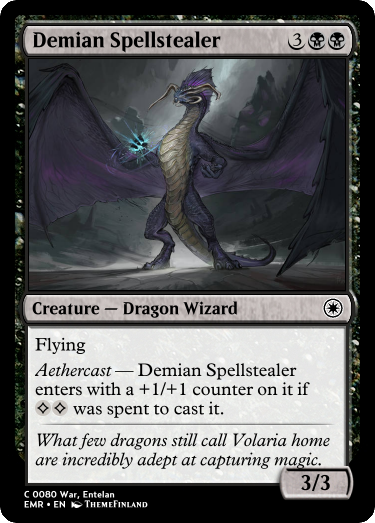 Demian Spellstealer 3
Creature — Dragon Wizard
Flying
Aethercast — Demian Spellstealer
enters with a +1/+1 counter on it if
was spent to cast it.
What few dragons still call Volaria home
are incredibly adept at capturing magic.
3/3
C 0080 War, Entelan
EMR • EN ThemeFinland